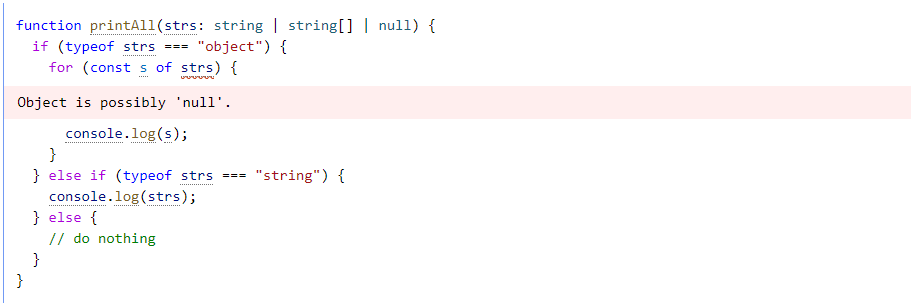 function printAll(strs: string | string[] | null) {
  if (typeof strs === "object") {
    for (const s of strs) {
Object is possibly 'null'.
      console.log(s);
    }
  } else if (typeof strs === "string") {
    console.log(strs);
  } else {
    // do nothing
  }
}